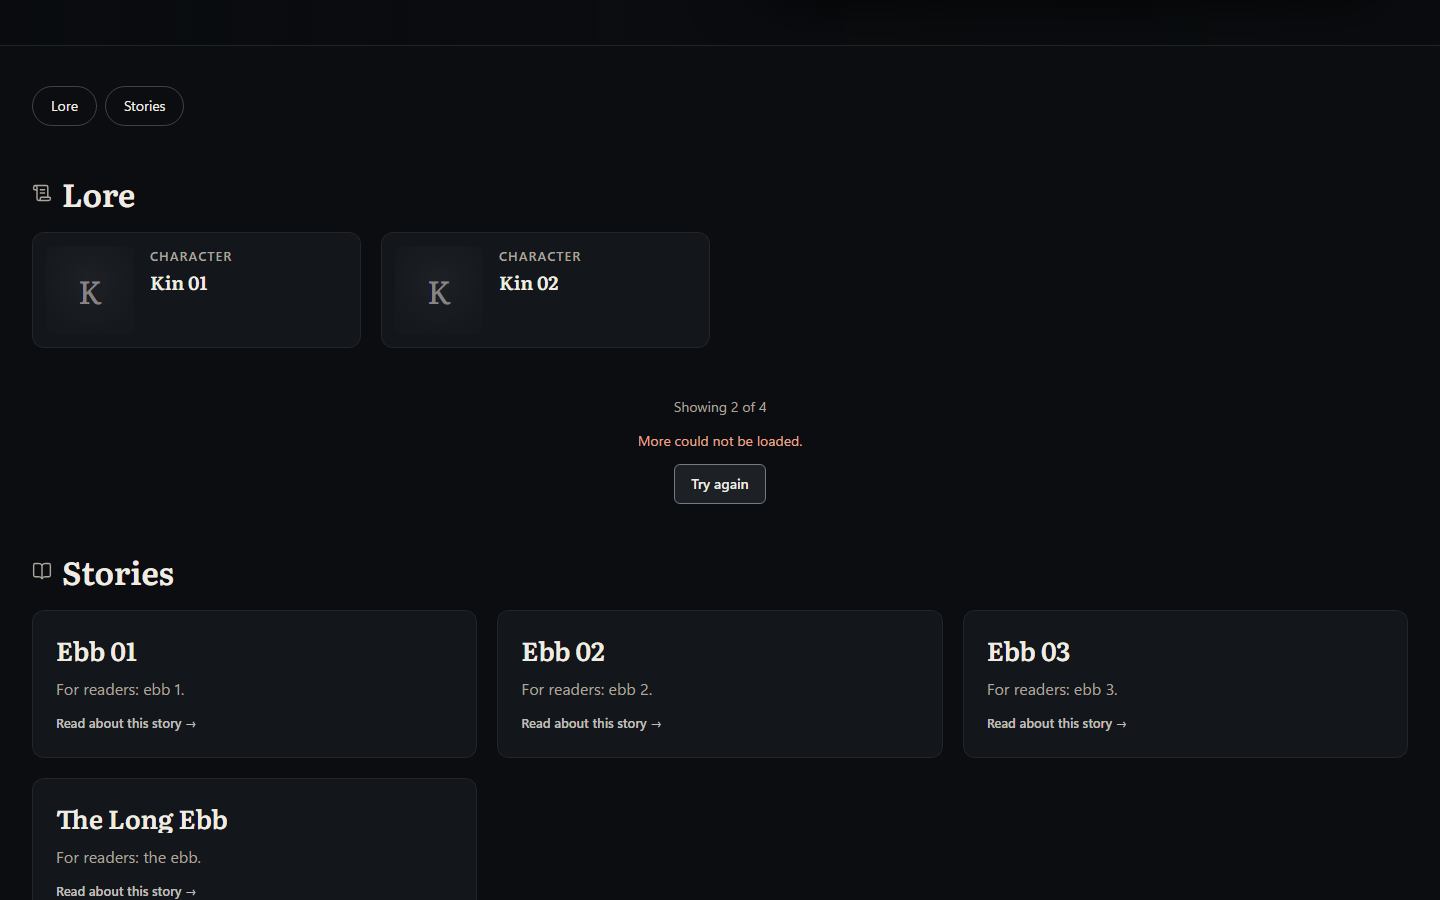 Lore
Stories
Lore
K
CHARACTER
Kin 01
K
CHARACTER
Kin 02
Showing 2 of 4
More could not be loaded.
Try again
Stories
Ebb 01
For readers: ebb 1.
Read about this story →
Ebb 02
For readers: ebb 2.
Read about this story →
Ebb 03
For readers: ebb 3.
Read about this story →
The Long Ebb
For readers: the ebb.
Read about this story →